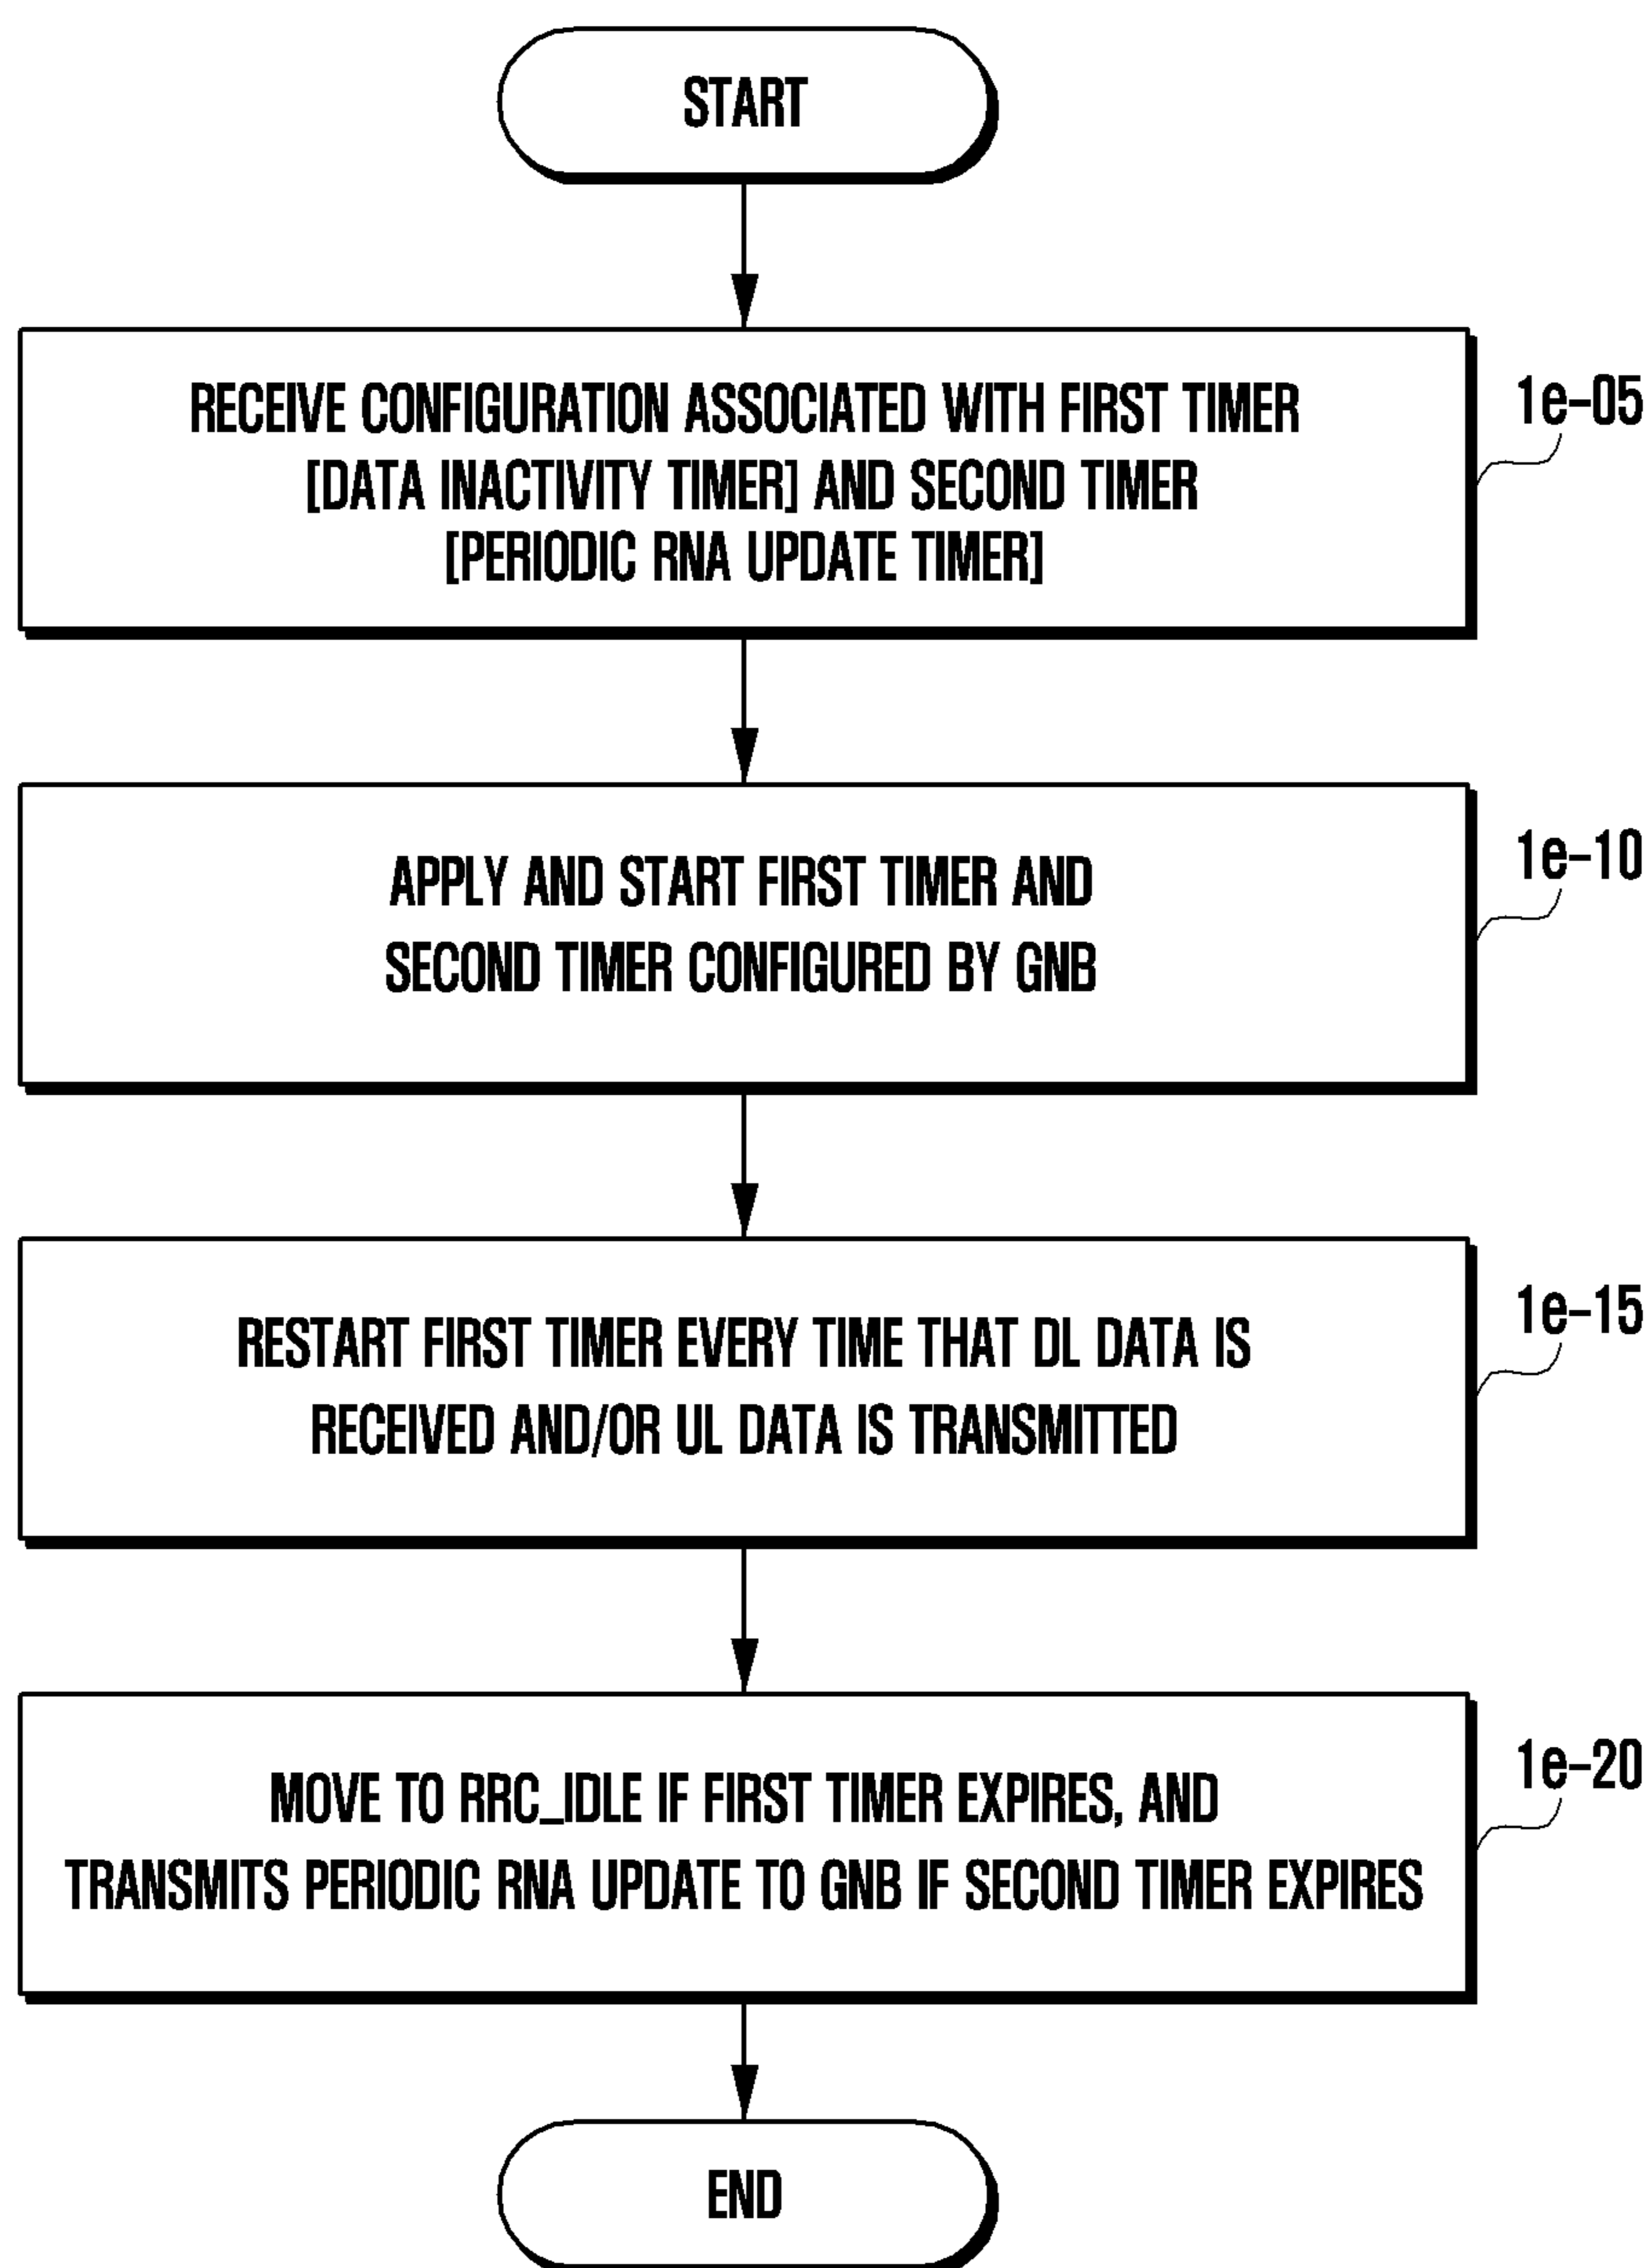 START
RECEIVE CONFIGURATION ASSOCIATED WITH FIRST TIMER
[DATA INACTIVITY TIMER] AND SECOND TIMER
[PERIODIC RNA UPDATE TIMER]
1e-05
APPLY AND START FIRST TIMER AND
SECOND TIMER CONFIGURED BY GNB
1e-10
RESTART FIRST TIMER EVERY TIME THAT DL DATA IS
RECEIVED AND/OR UL DATA IS TRANSMITTED
1e-15
MOVE TO RRC_IDLE IF FIRST TIMER EXPIRES, AND
TRANSMITS PERIODIC RNA UPDATE TO GNB IF SECOND TIMER EXPIRES
1e-20
END